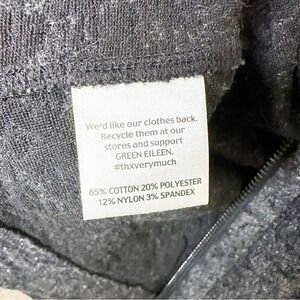 We'd like our clothes back.
Recycle them at our
stores and support
GREEN EILEEN.
#thxverymuch
65% COTTON 20% POLYESTER
12% NYLON 3% SPANDEX